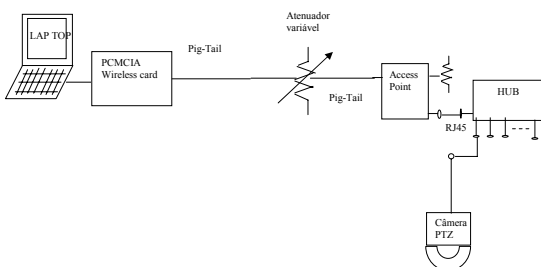 LAP TOP
PCMCIA
Wireless card
Pig-Tail
Atenuador
variável
Pig-Tail
Access
Point
RJ45
HUB
Câmera
PTZ